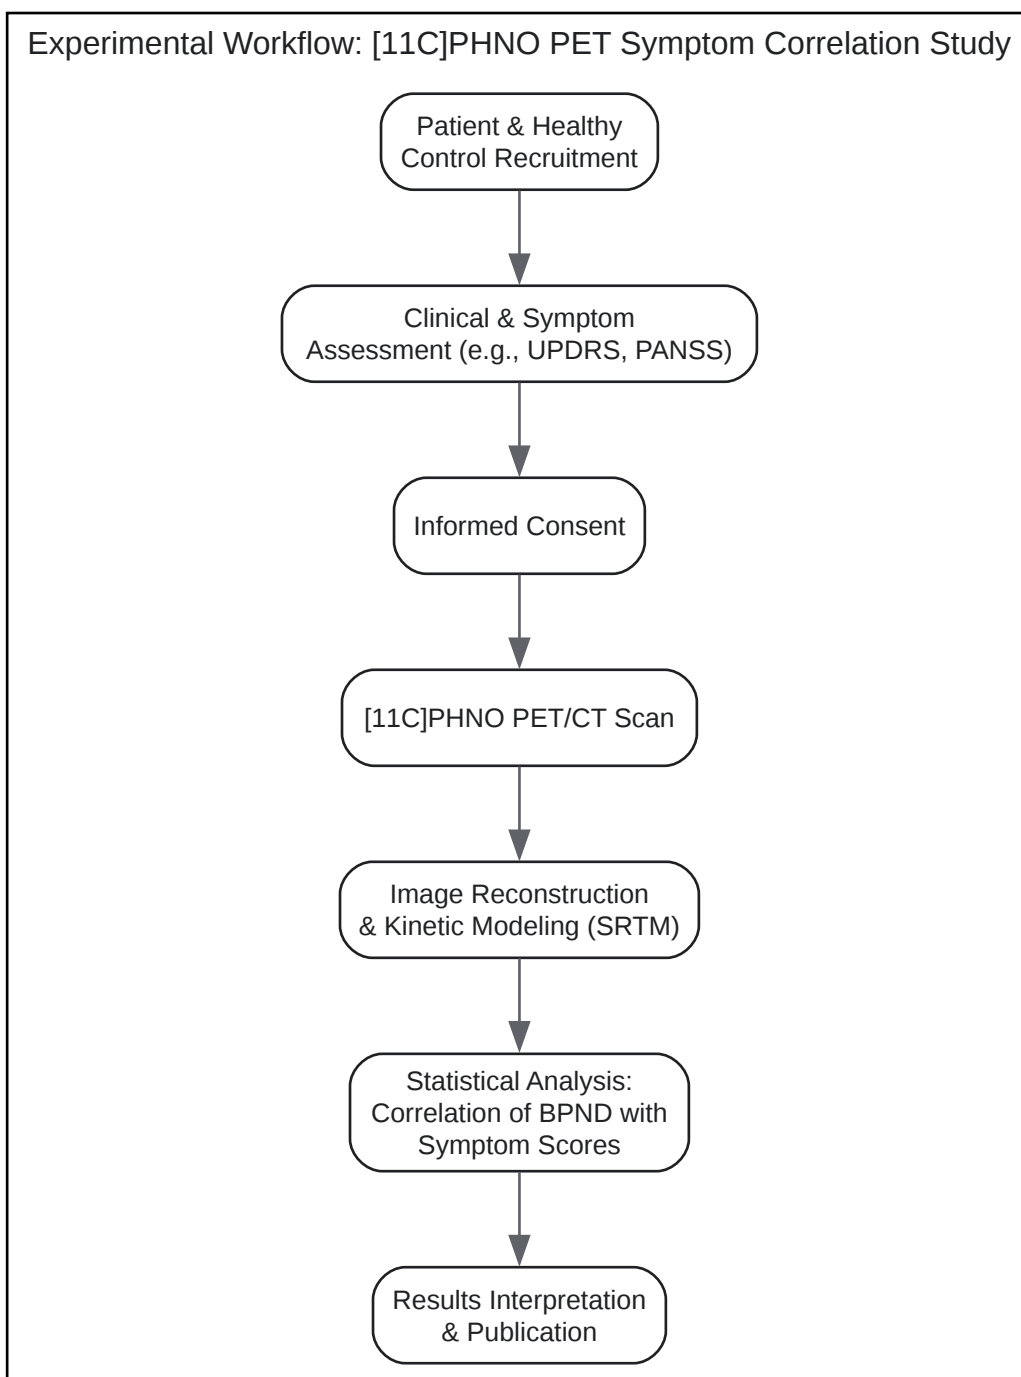 Experimental Workflow: [11C]PHNO PET Symptom Correlation Study
Patient & Healthy
Control Recruitment
Clinical & Symptom
Assessment (e.g., UPDRS, PANSS)
Informed Consent
[11C]PHNO PET/CT Scan
Image Reconstruction
& Kinetic Modeling (SRTM)
Statistical Analysis:
Correlation of BPND with
Symptom Scores
Results Interpretation
& Publication